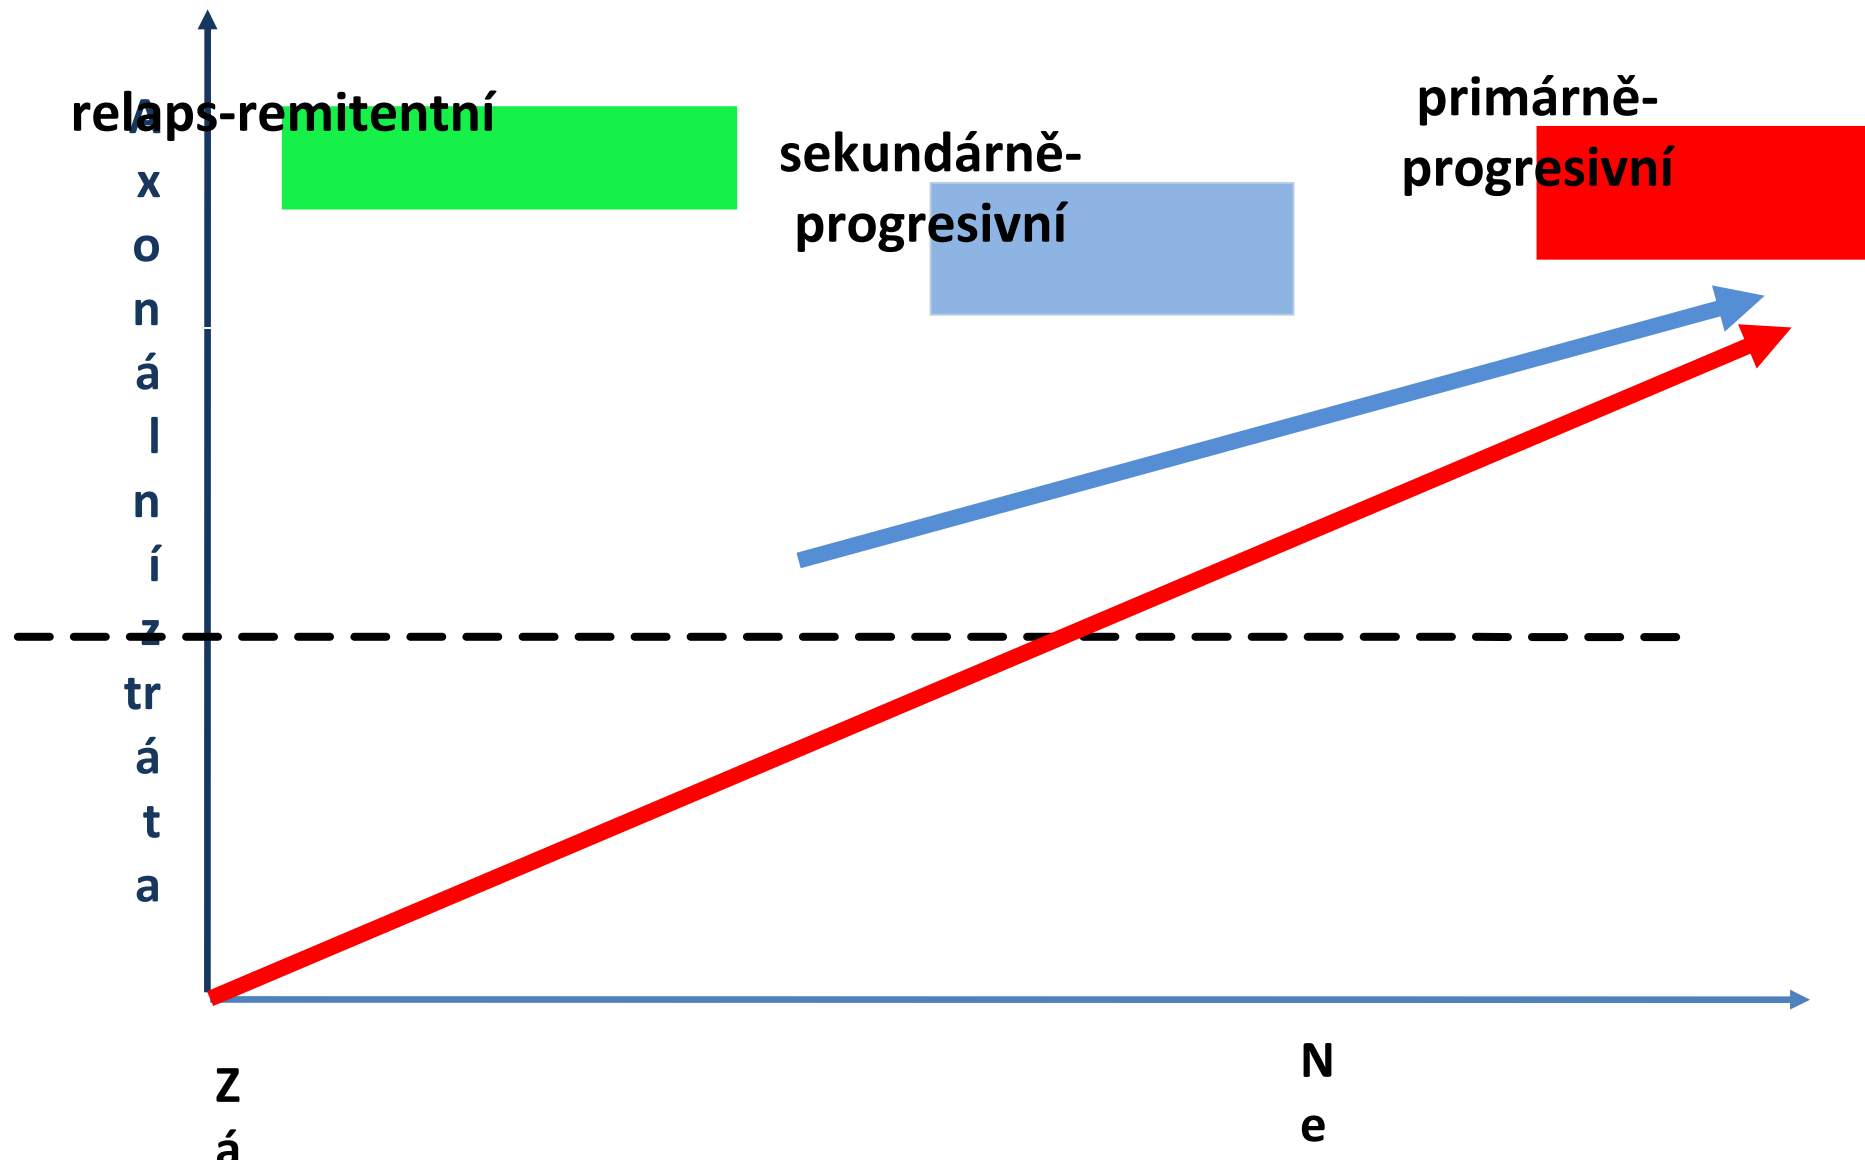 relaps-remitentní
sekundárně-
progresivní
primárně-
progresivní
A
x
o
n
á
l
n
í
z
tr
á
t
a
Z
á
N
e